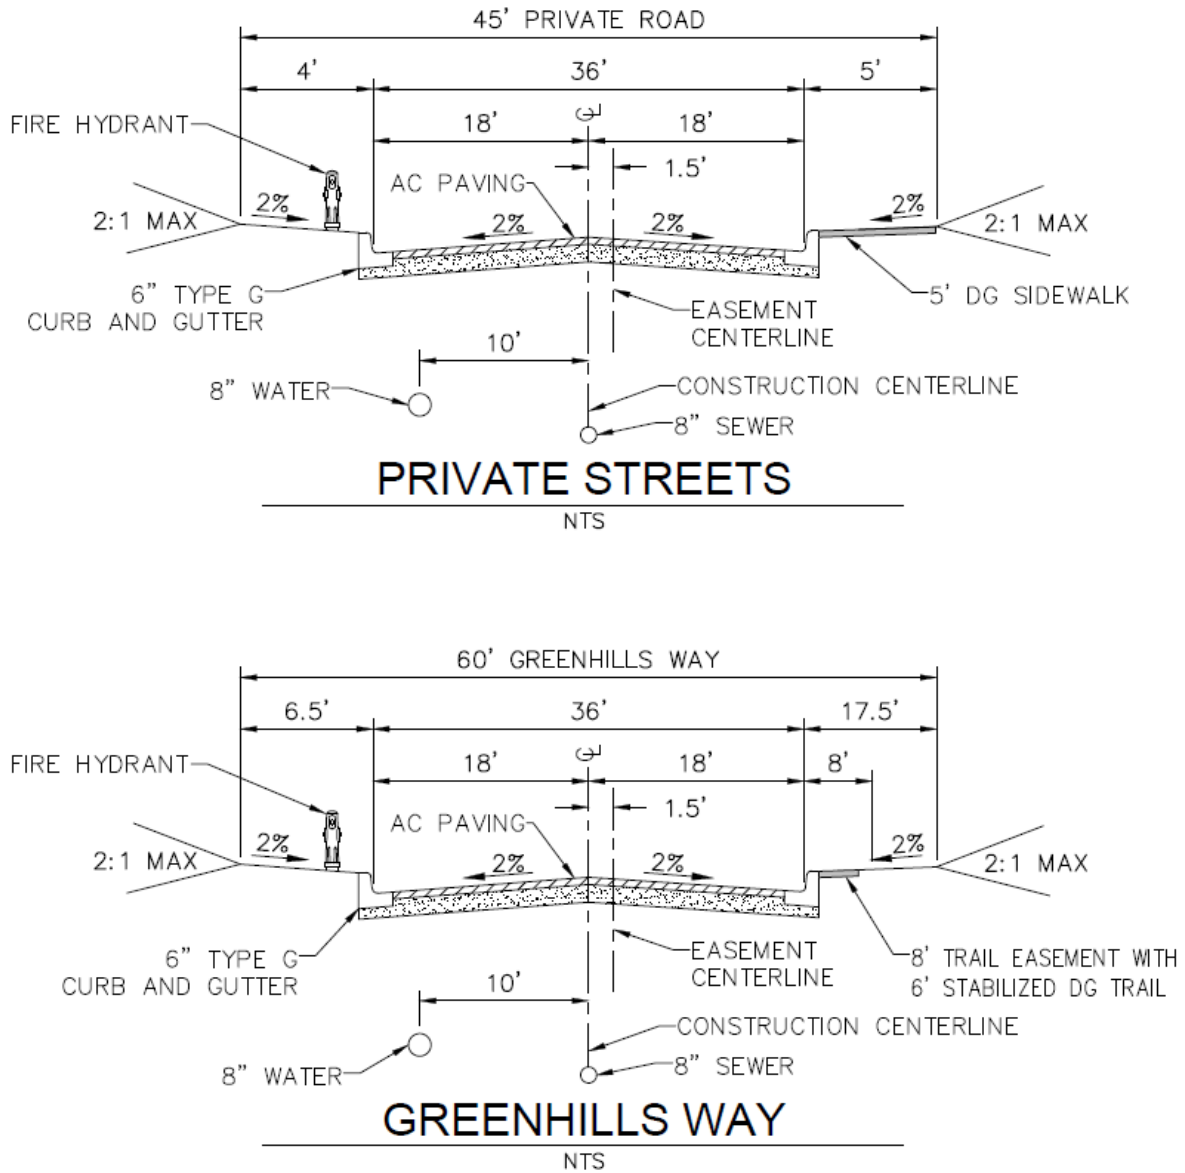 45' PRIVATE ROAD
4'
36'
5'
FIRE HYDRANT
18'
℄
18'
1.5'
AC PAVING
2:1 MAX
2%
2%
2%
2%
2:1 MAX
6" TYPE G
CURB AND GUTTER
5' DG SIDEWALK
EASEMENT
CENTERLINE
10'
8" WATER
CONSTRUCTION CENTERLINE
8" SEWER
PRIVATE STREETS
NTS
60' GREENHILLS WAY
6.5'
36'
17.5'
FIRE HYDRANT
18'
℄
18'
8'
1.5'
AC PAVING
2:1 MAX
2%
2%
2%
2%
2:1 MAX
6" TYPE G
CURB AND GUTTER
EASEMENT
CENTERLINE
8' TRAIL EASEMENT WITH
6' STABILIZED DG TRAIL
10'
8" WATER
CONSTRUCTION CENTERLINE
8" SEWER
GREENHILLS WAY
NTS